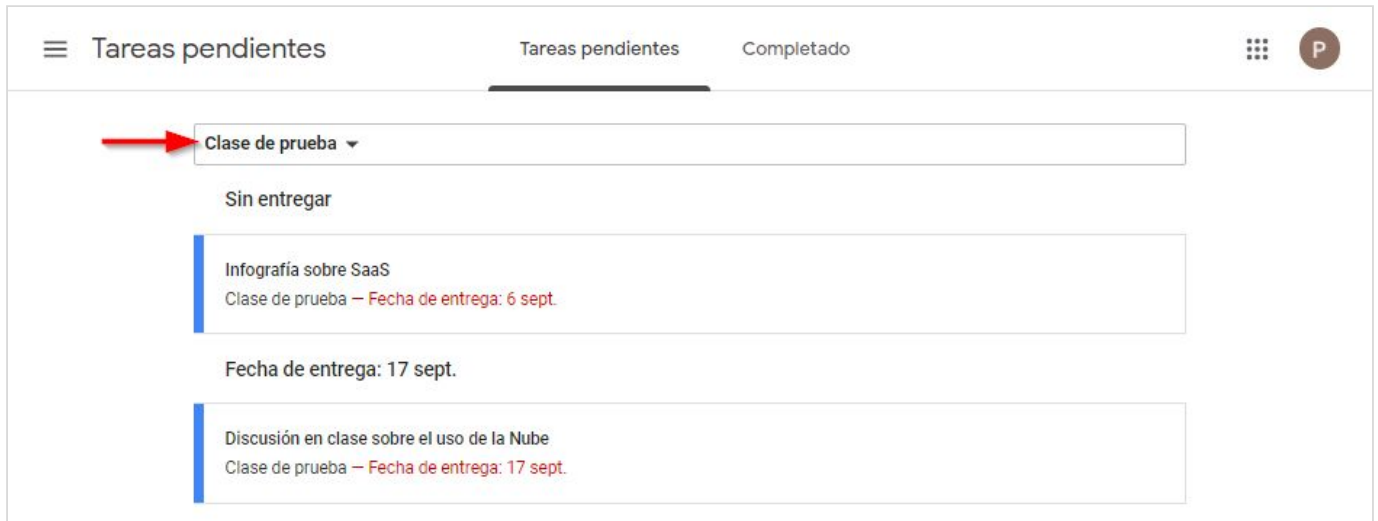 Tareas pendientes
Tareas pendientes
Completado
P
Clase de prueba
Sin entregar
Infografía sobre SaaS
Clase de prueba — Fecha de entrega: 6 sept.
Fecha de entrega: 17 sept.
Discusión en clase sobre el uso de la Nube
Clase de prueba — Fecha de entrega: 17 sept.